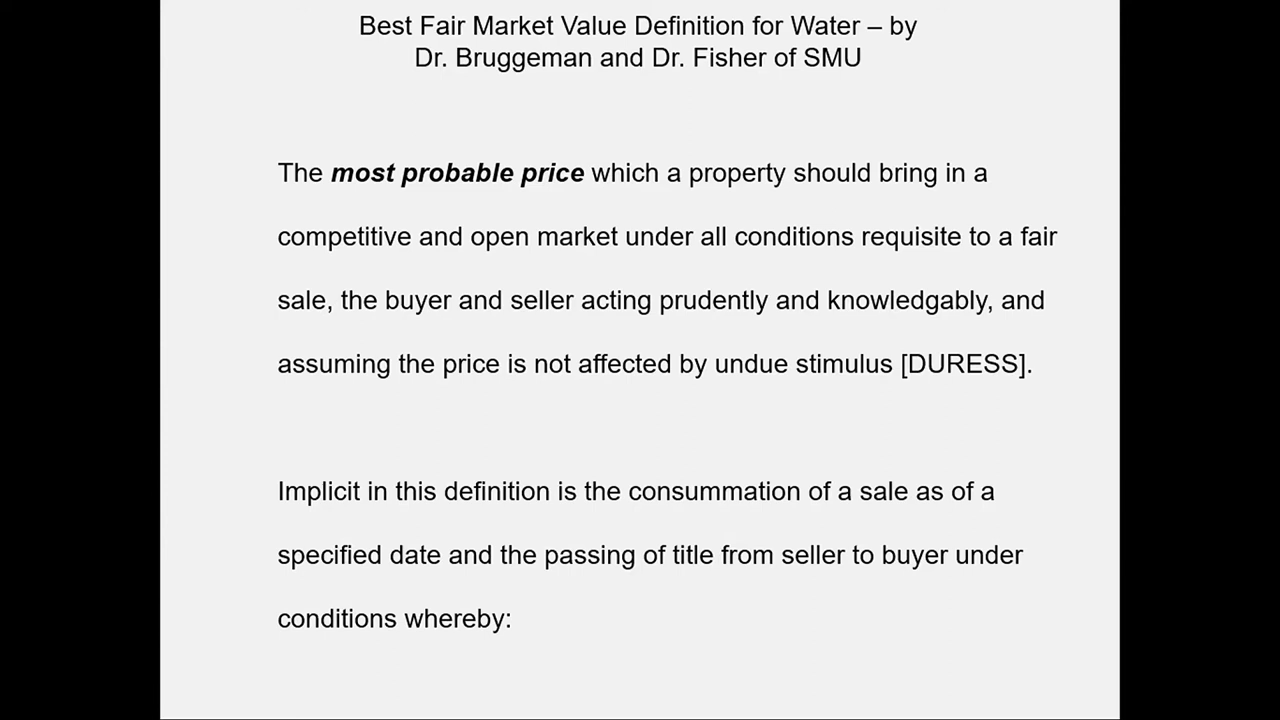 Best Fair Market Value Definition for Water – by
Dr. Bruggeman and Dr. Fisher of SMU
The most probable price which a property should bring in a
competitive and open market under all conditions requisite to a fair
sale, the buyer and seller acting prudently and knowledgably, and
assuming the price is not affected by undue stimulus [DURESS].
Implicit in this definition is the consummation of a sale as of a
specified date and the passing of title from seller to buyer under
conditions whereby: